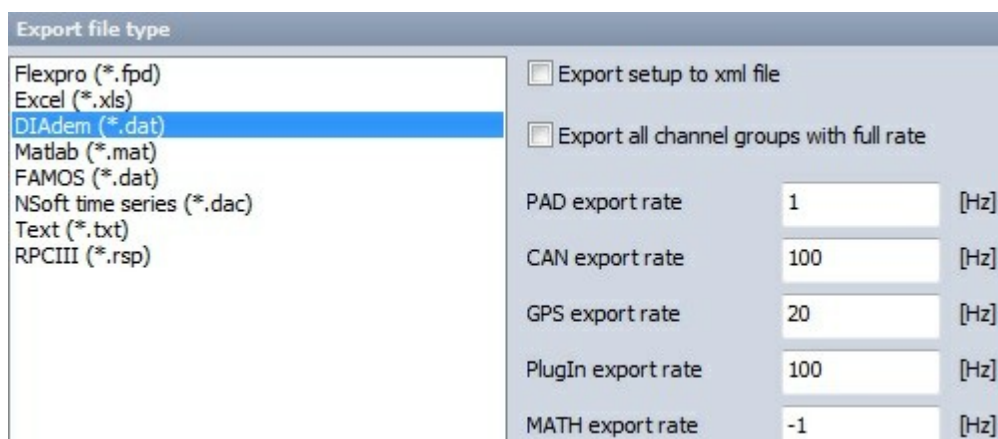 Export file type
Flexpro (*.fpd)
Excel (*.xls)
DIAdem (*.dat)
Matlab (*.mat)
FAMOS (*.dat)
NSoft time series (*.dac)
Text (*.txt)
RPCIII (*.rsp)
Export setup to xml file
Export all channel groups with full rate
PAD export rate 1 [Hz]
CAN export rate 100 [Hz]
GPS export rate 20 [Hz]
PlugIn export rate 100 [Hz]
MATH export rate -1 [Hz]